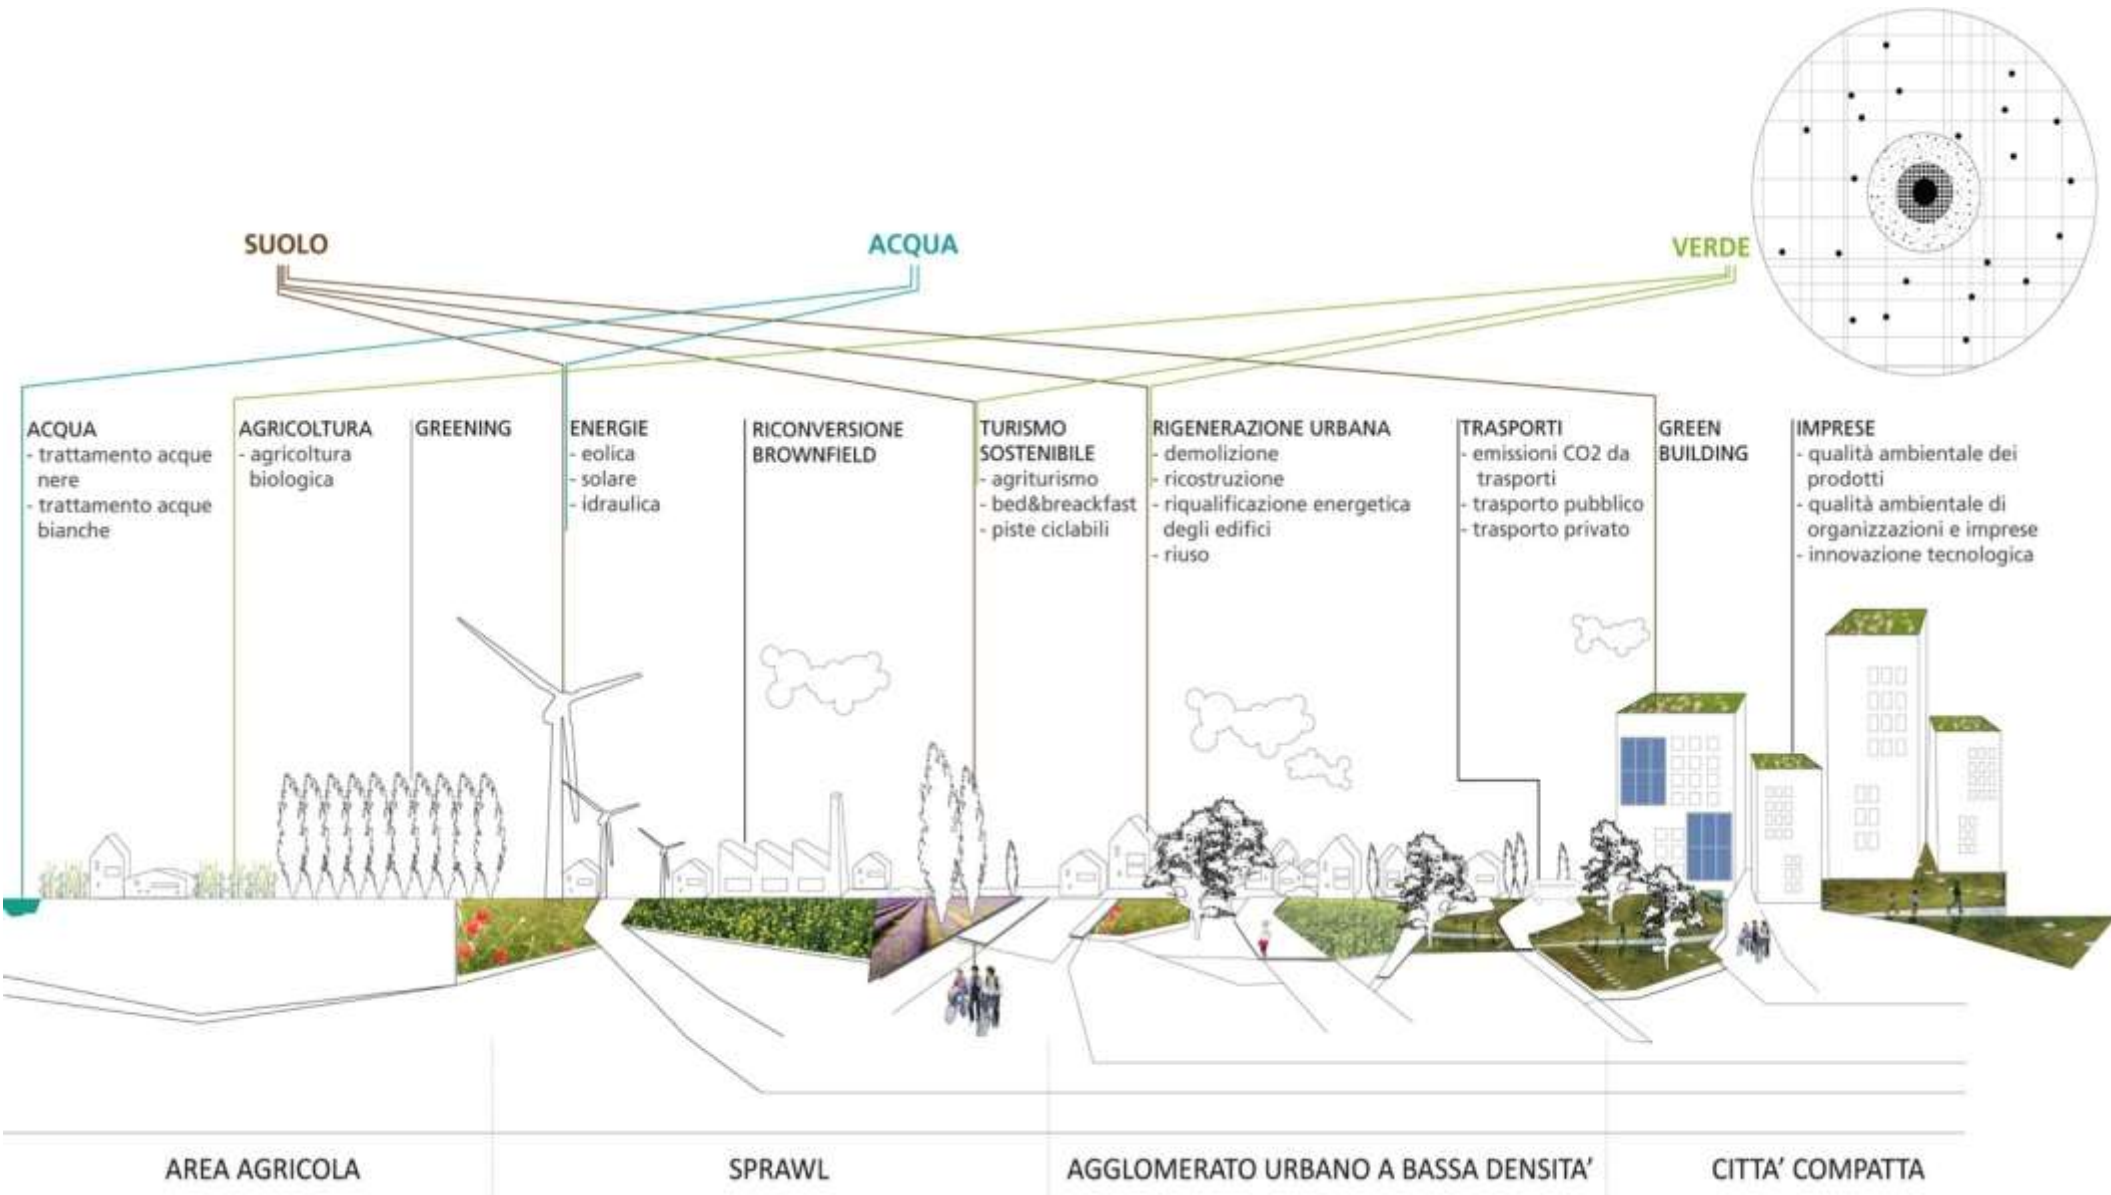 SUOLO
ACQUA
VERDE
ACQUA
- trattamento acque
nere
- trattamento acque
bianche
AGRICOLTURA
- agricoltura
biologica
GREENING
ENERGIE
- eolica
- solare
- idraulica
RICONVERSIONE
BROWNFIELD
TURISMO
SOSTENIBILE
- agriturismo
- bed&breackfast
- piste ciclabili
RIGENERAZIONE URBANA
- demolizione
- ricostruzione
- riqualificazione energetica
degli edifici
- riuso
TRASPORTI
- emissioni CO2 da
trasporti
- trasporto pubblico
- trasporto privato
GREEN
BUILDING
IMPRESE
- qualità ambientale dei
prodotti
- qualità ambientale di
organizzazioni e imprese
- innovazione tecnologica
AREA AGRICOLA
SPRAWL
AGGLOMERATO URBANO A BASSA DENSITA'
CITTA' COMPATTA